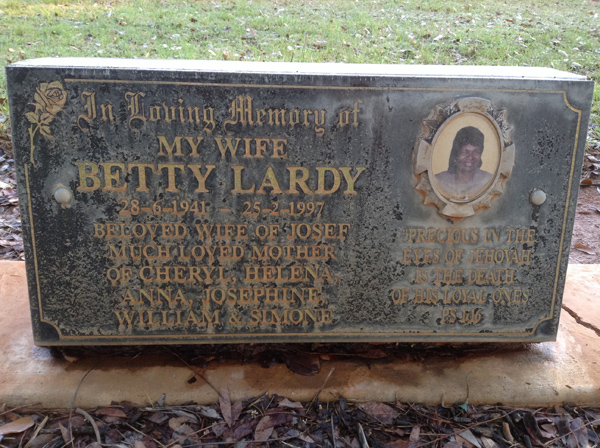 In Loving Memory of
MY WIFE
BETTY LARDY
28-6-1941 - 25-2-1997
BELOVED WIFE OF JOSEF
MUCH LOVED MOTHER
OF CHERYL, HELENA,
ANNA, JOSEPHINE,
WILLIAM & SIMONE
PRECIOUS IN THE
EYES OF JEHOVAH
IS THE DEATH
OF HIS LOYAL ONES